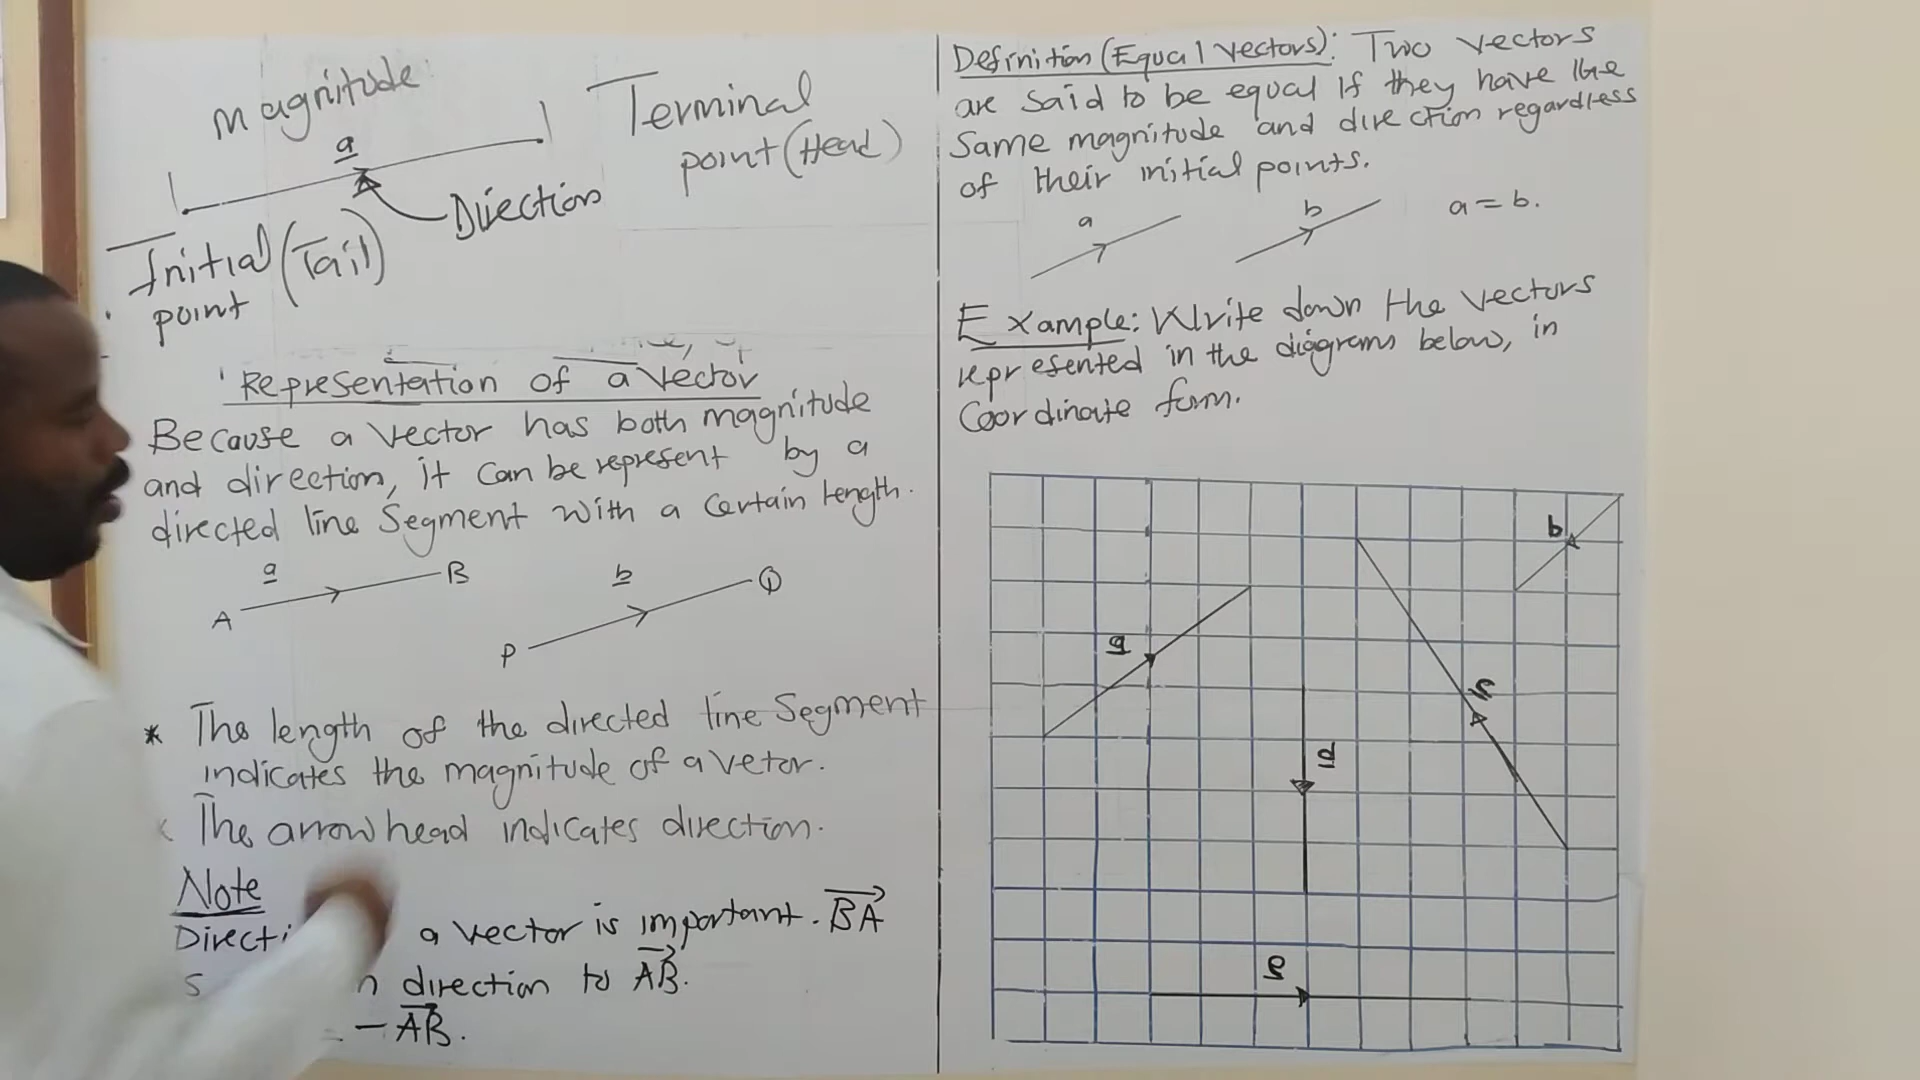 magnitude
a
Terminal
point (Head)
Direction
Initial (Tail)
point
Representation of a Vector
Because a vector has both magnitude
and direction, it can be represent by a
directed line segment with a certain length.
a
A B
b
P Q
* The length of the directed line segment
indicates the magnitude of a vetor.
The arrow head indicates direction.
Note
Directi a vector is important. BA
s n direction to AB.
= - AB.
Definition (Equal vectors): Two vectors
are said to be equal if they have the
same magnitude and direction regardless
of their initial points.
a b a = b.
Example: Write down the vectors
represented in the diagrams below, in
Coordinate form.
b
a
d